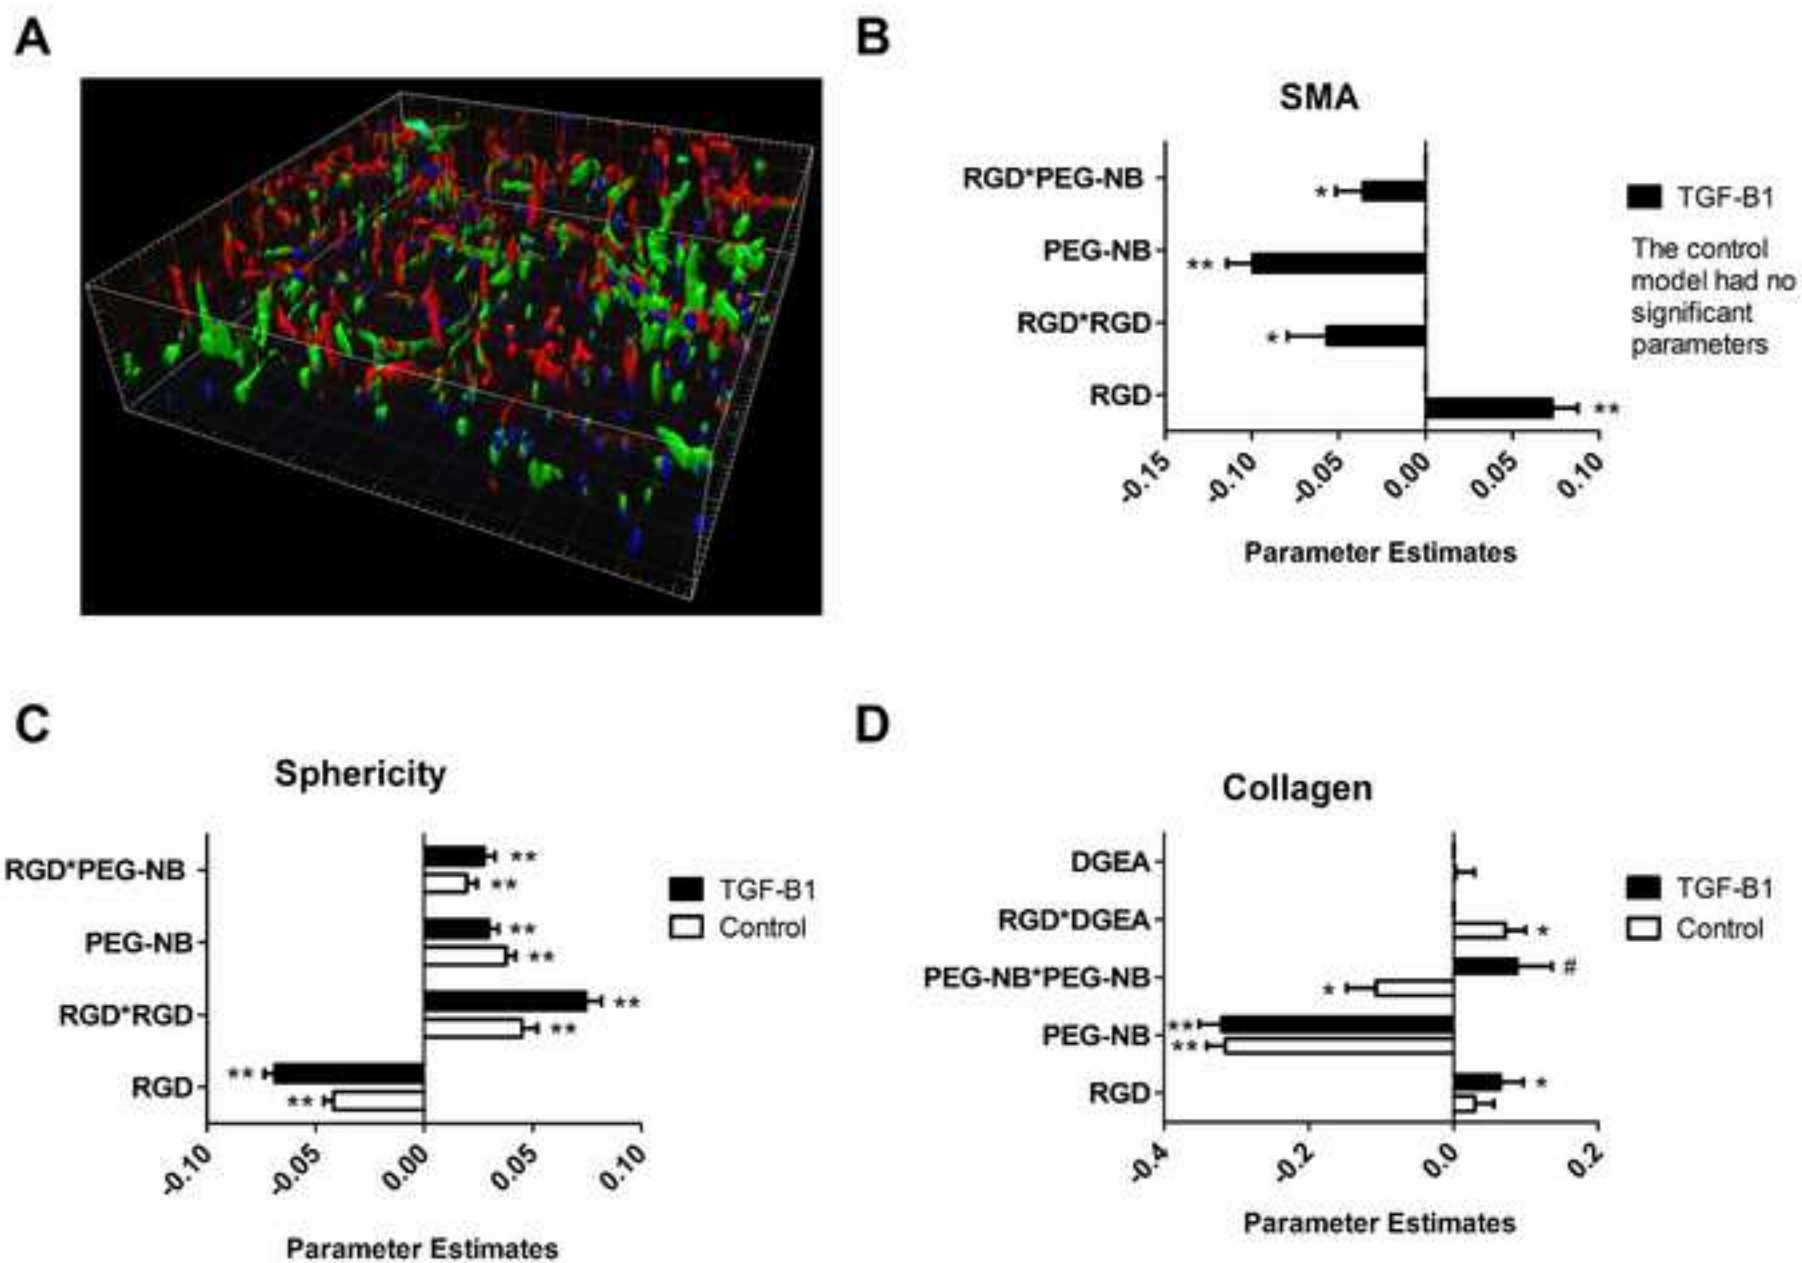 A
B
SMA
RGD*PEG-NB
*
PEG-NB
**
RGD*RGD
*
RGD
**
-0.15
-0.10
-0.05
0.00
0.05
0.10
Parameter Estimates
TGF-B1
The control
model had no
significant
parameters
C
Sphericity
RGD*PEG-NB
**
**
PEG-NB
**
**
RGD*RGD
**
**
RGD
**
**
-0.10
-0.05
0.00
0.05
0.10
Parameter Estimates
TGF-B1
Control
D
Collagen
DGEA
RGD*DGEA
*
PEG-NB*PEG-NB
#
*
PEG-NB
**
**
RGD
*
-0.4
-0.2
0.0
0.2
Parameter Estimates
TGF-B1
Control